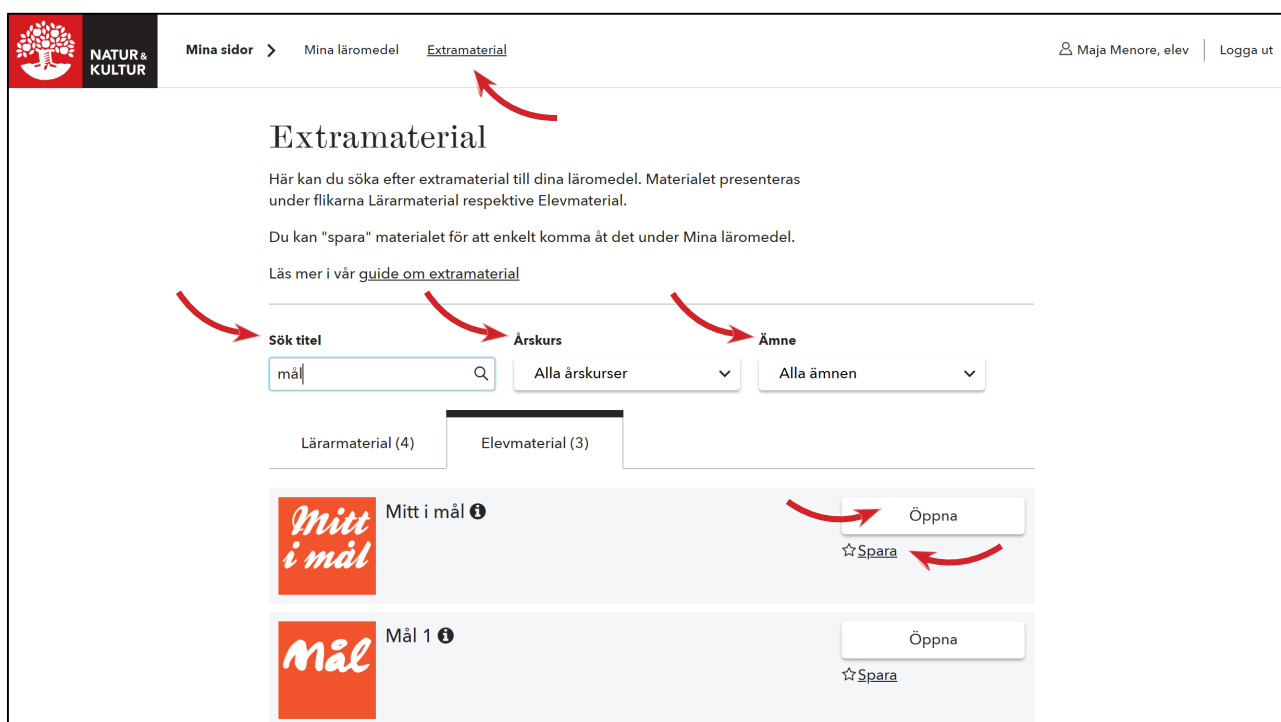 NATUR &
KULTUR
Mina sidor
Mina läromedel
Extramaterial
Maja Menore, elev
Logga ut
Extramaterial
Här kan du söka efter extramaterial till dina läromedel. Materialet presenteras
under flikarna Lärarmaterial respektive Elevmaterial.
Du kan "spara" materialet för att enkelt komma åt det under Mina läromedel.
Läs mer i vår guide om extramaterial
Sök titel
Årskurs
Ämne
mål
Alla årskurser
Alla ämnen
Lärarmaterial (4)
Elevmaterial (3)
Mitt
i mål
Mitt i mål
Öppna
Spara
Mål
Mål 1
Öppna
Spara